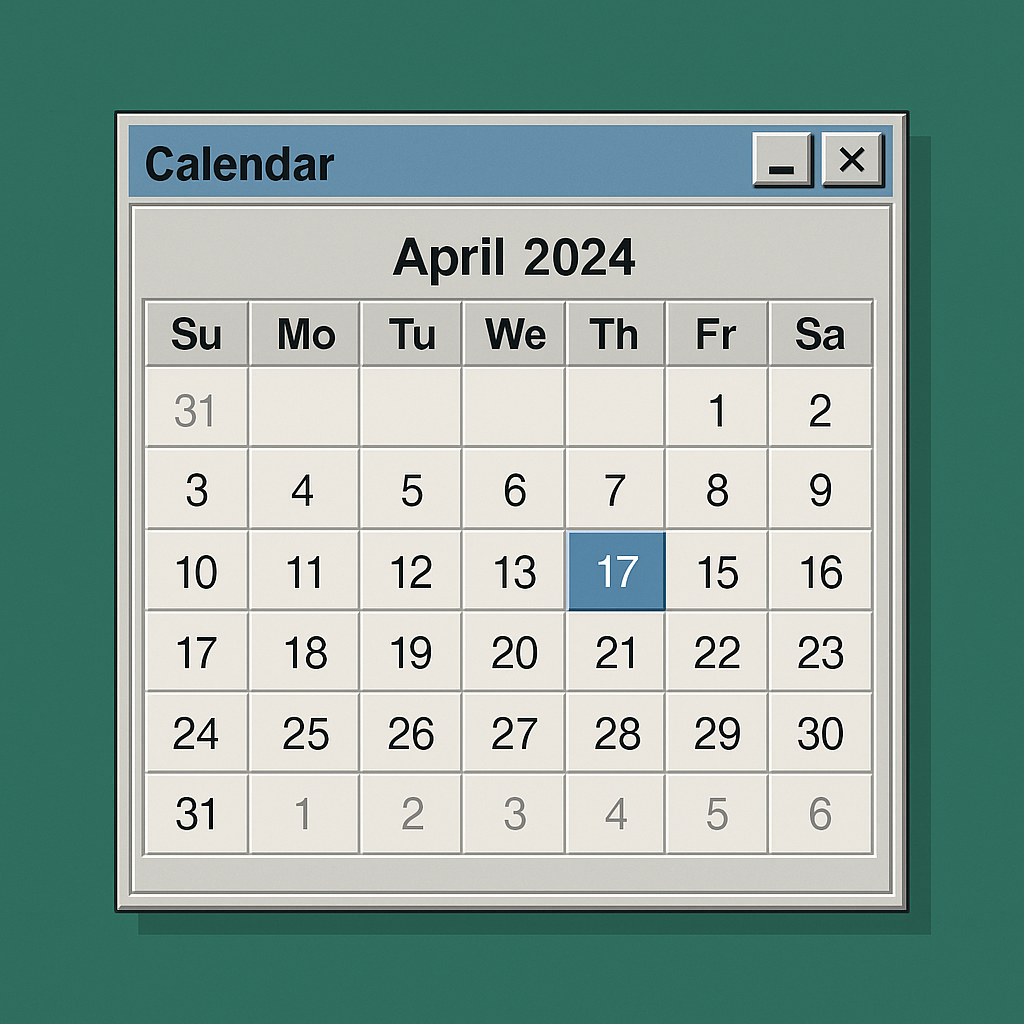 Calendar
April 2024
Su Mo Tu We Th Fr Sa
31 1 2
3 4 5 6 7 8 9
10 11 12 13 17 15 16
17 18 19 20 21 22 23
24 25 26 27 28 29 30
31 1 2 3 4 5 6